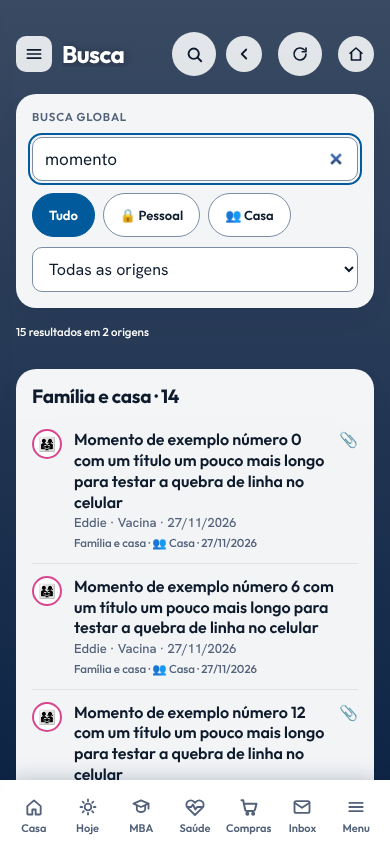 Busca
BUSCA GLOBAL
momento
Tudo
🔒 Pessoal
👥 Casa
Todas as origens
15 resultados em 2 origens
Família e casa · 14
Momento de exemplo número 0
com um título um pouco mais longo
para testar a quebra de linha no
celular
Eddie · Vacina · 27/11/2026
Família e casa · 👥 Casa · 27/11/2026
Momento de exemplo número 6 com
um título um pouco mais longo para
testar a quebra de linha no celular
Eddie · Vacina · 27/11/2026
Família e casa · 👥 Casa · 27/11/2026
Momento de exemplo número 12
com um título um pouco mais longo
para testar a quebra de linha no
celular
Casa
Hoje
MBA
Saúde
Compras
Inbox
Menu